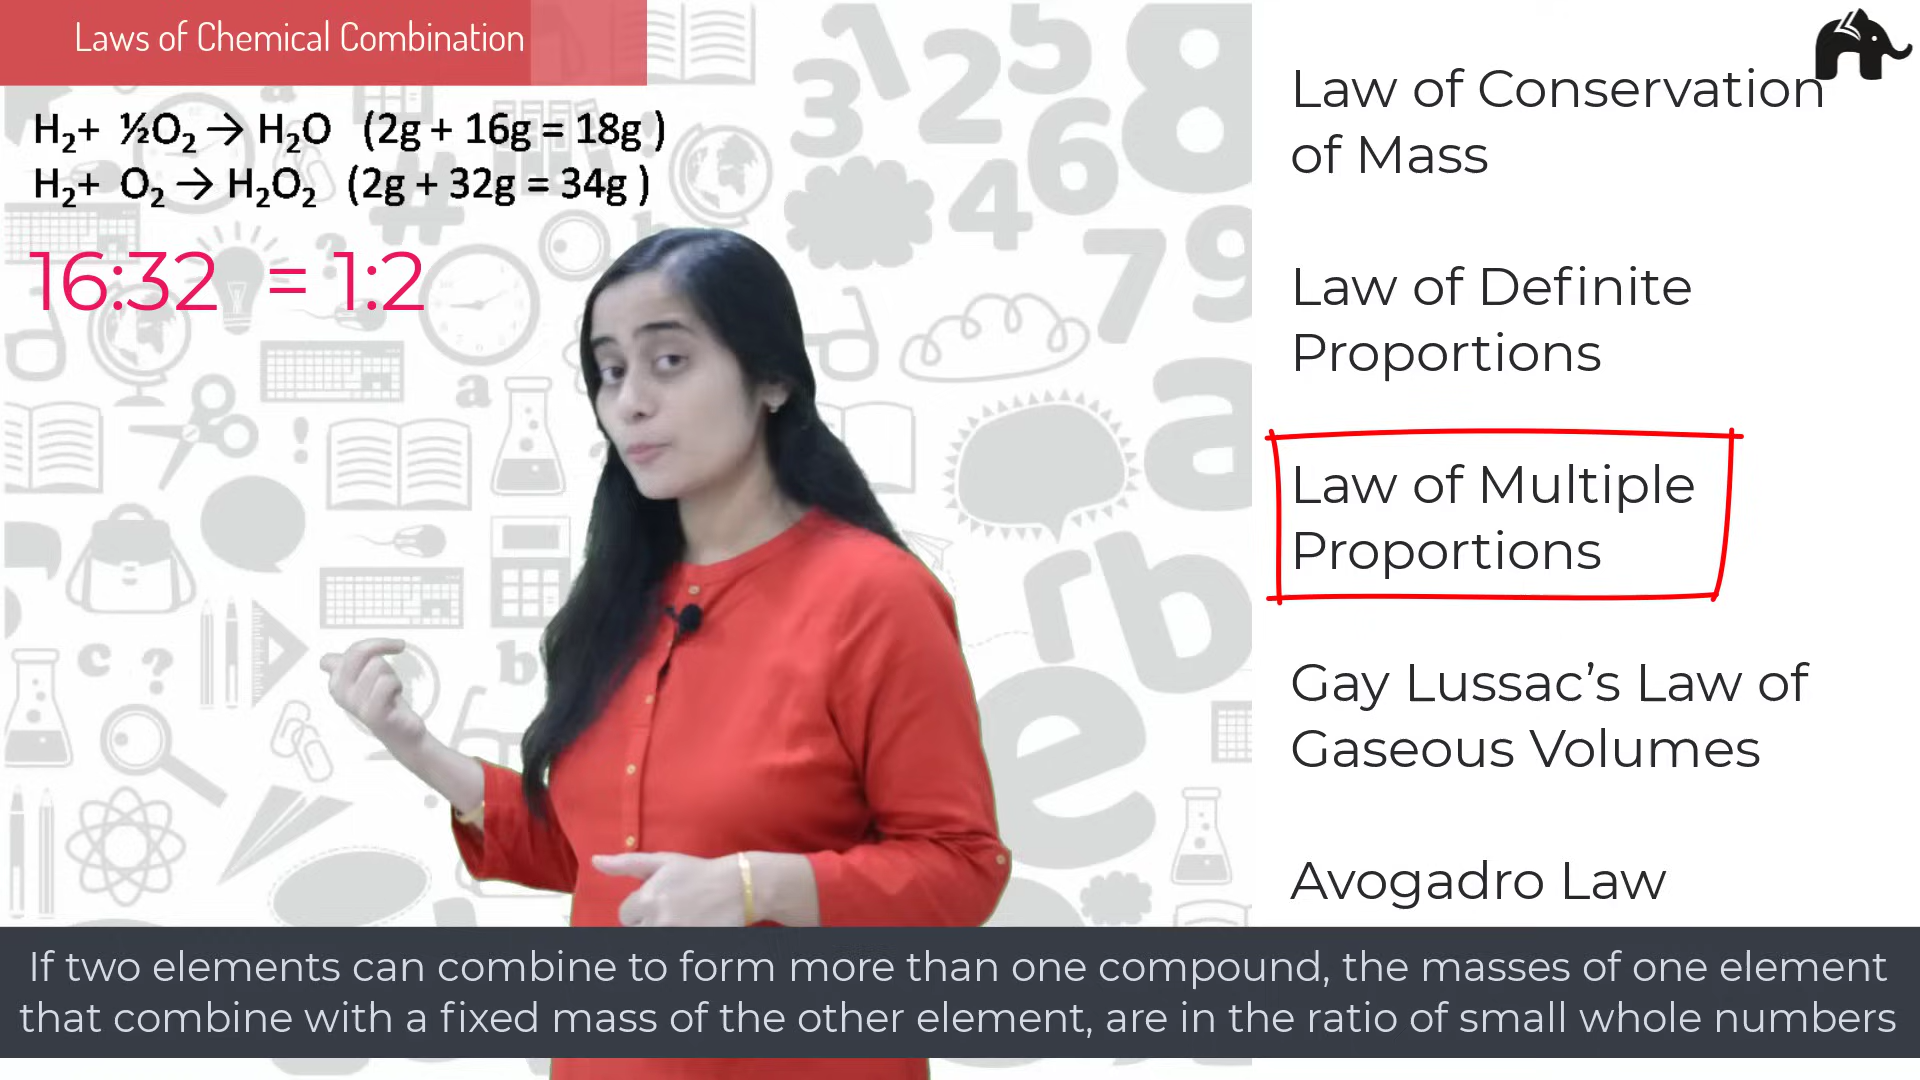 Laws of Chemical Combination
H₂+ ½O₂ → H₂O (2g + 16g = 18g )
H₂+ O₂ → H₂O₂ (2g + 32g = 34g )
16:32 = 1:2
Law of Conservation
of Mass
Law of Definite
Proportions
Law of Multiple
Proportions
Gay Lussac’s Law of
Gaseous Volumes
Avogadro Law
If two elements can combine to form more than one compound, the masses of one element
that combine with a fixed mass of the other element, are in the ratio of small whole numbers